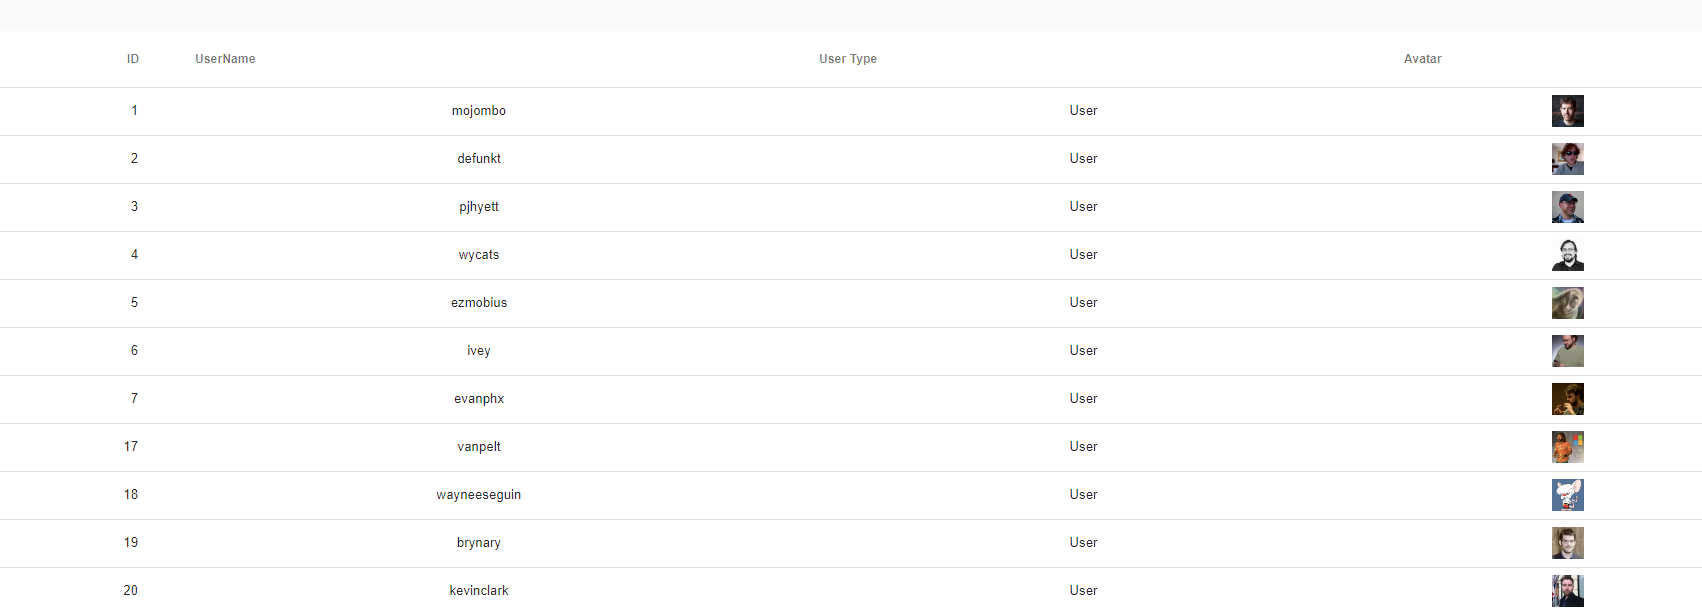 ID UserName User Type Avatar
1 mojombo User
2 defunkt User
3 pjhyett User
4 wycats User
5 ezmobius User
6 ivey User
7 evanphx User
17 vanpelt User
18 wayneeseguin User
19 brynary User
20 kevinclark User